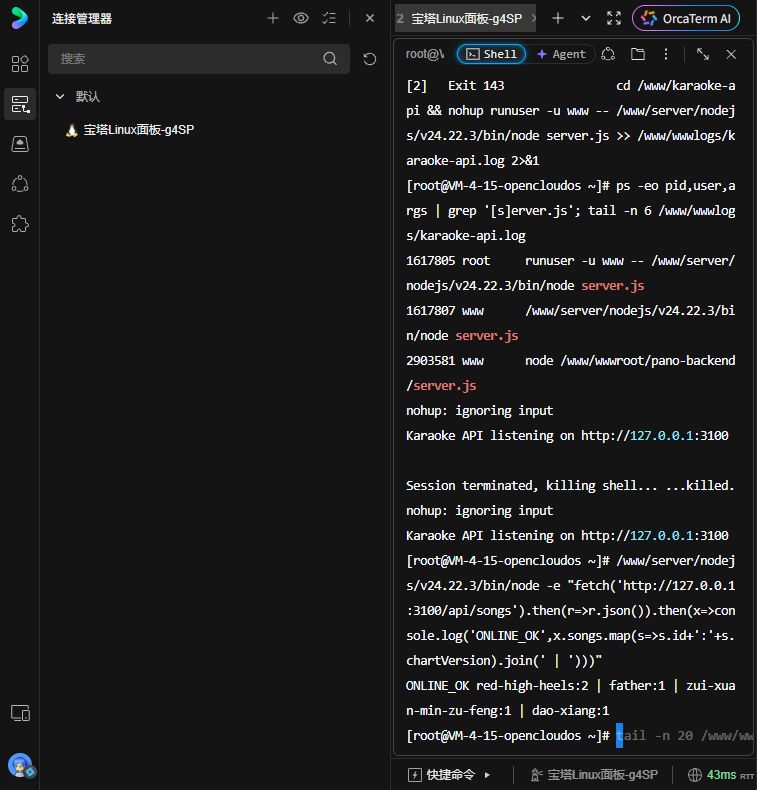 连接管理器
搜索
默认
宝塔Linux面板-g4SP
2 宝塔Linux面板-g4SP
OrcaTerm AI
root@V
Shell
Agent
[2]   Exit 143                cd /www/karaoke-a
pi && nohup runuser -u www -- /www/server/nodej
s/v24.22.3/bin/node server.js >> /www/wwwlogs/k
araoke-api.log 2>&1
[root@VM-4-15-opencloudos ~]# ps -eo pid,user,a
rgs | grep '[s]erver.js'; tail -n 6 /www/wwwlog
s/karaoke-api.log
1617805 root     runuser -u www -- /www/server/
nodejs/v24.22.3/bin/node server.js
1617807 www      /www/server/nodejs/v24.22.3/bi
n/node server.js
2903581 www      node /www/wwwroot/pano-backend
/server.js
nohup: ignoring input
Karaoke API listening on http://127.0.0.1:3100
Session terminated, killing shell... ...killed.
nohup: ignoring input
Karaoke API listening on http://127.0.0.1:3100
[root@VM-4-15-opencloudos ~]# /www/server/nodej
s/v24.22.3/bin/node -e "fetch('http://127.0.0.1
:3100/api/songs').then(r=>r.json()).then(x=>con
sole.log('ONLINE_OK',x.songs.map(s=>s.id+':'+s.
chartVersion).join(' | ')))"
ONLINE_OK red-high-heels:2 | father:1 | zui-xua
n-min-zu-feng:1 | dao-xiang:1
[root@VM-4-15-opencloudos ~]# tail -n 20 /www/ww
快捷命令
宝塔Linux面板-g4SP
43ms RTT